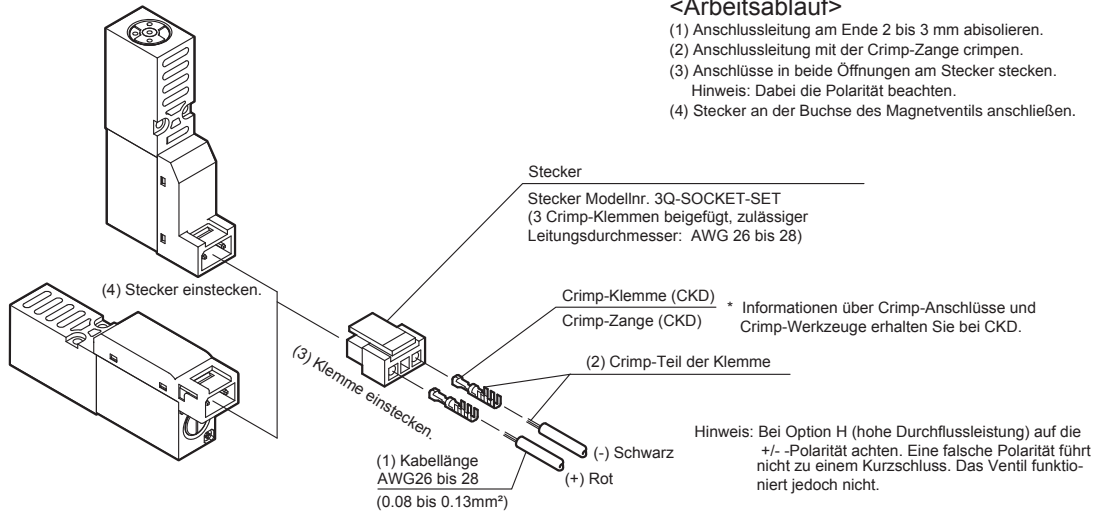 <Arbeitsablauf>
(1) Anschlussleitung am Ende 2 bis 3 mm abisolieren.
(2) Anschlussleitung mit der Crimp-Zange crimpen.
(3) Anschlüsse in beide Öffnungen am Stecker stecken.
Hinweis: Dabei die Polarität beachten.
(4) Stecker an der Buchse des Magnetventils anschließen.
Stecker
Stecker Modellnr. 3Q-SOCKET-SET
(3 Crimp-Klemmen beigefügt, zulässiger
Leitungsdurchmesser: AWG 26 bis 28)
(4) Stecker einstecken.
Crimp-Klemme (CKD)
Crimp-Zange (CKD)
* Informationen über Crimp-Anschlüsse und
Crimp-Werkzeuge erhalten Sie bei CKD.
(3) Klemme einstecken.
(2) Crimp-Teil der Klemme
(-) Schwarz
(+) Rot
(1) Kabellänge
AWG26 bis 28
(0.08 bis 0.13mm²)
Hinweis: Bei Option H (hohe Durchflussleistung) auf die
+/- -Polarität achten. Eine falsche Polarität führt
nicht zu einem Kurzschluss. Das Ventil funktio-
niert jedoch nicht.